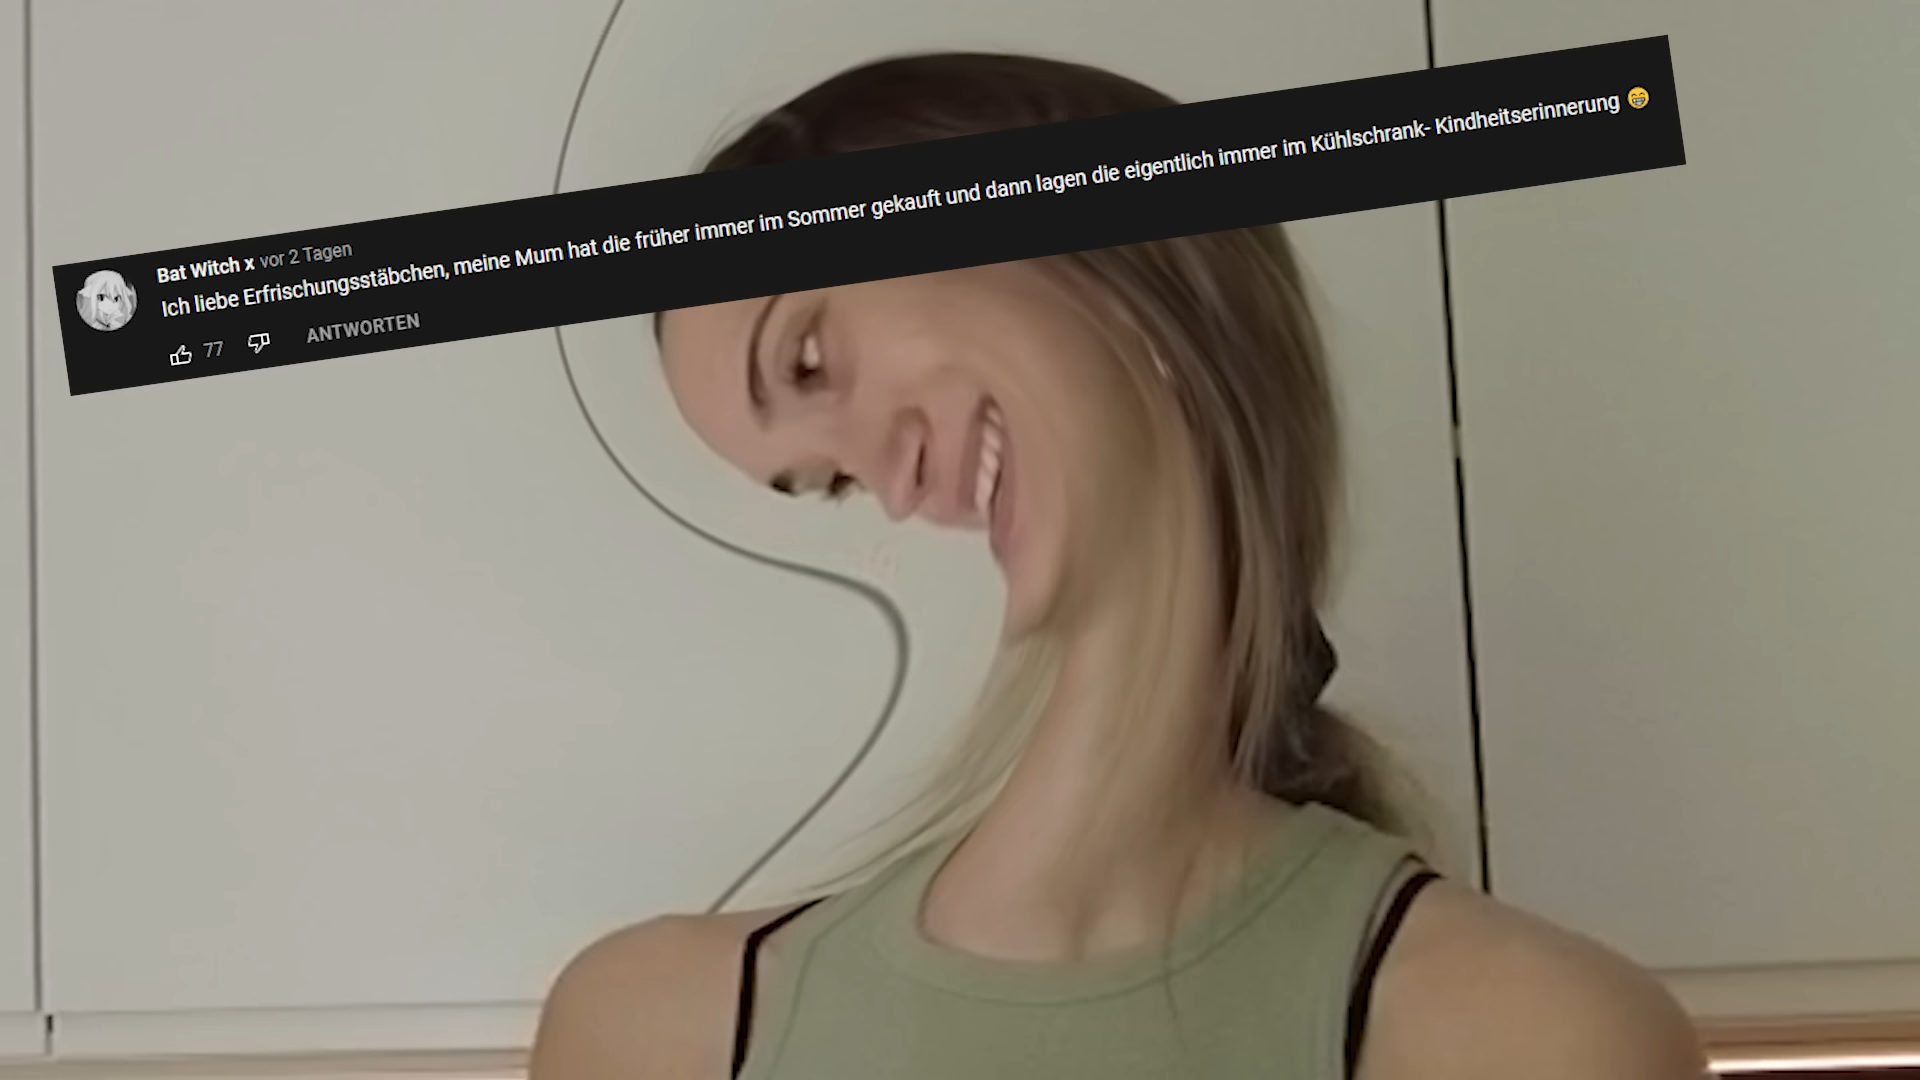 Bat Witch x vor 2 Tagen
Ich liebe Erfrischungsstäbchen, meine Mum hat die früher immer im Sommer gekauft und dann lagen die eigentlich immer im Kühlschrank- Kindheitserinnerung 😁
77 ANTWORTEN